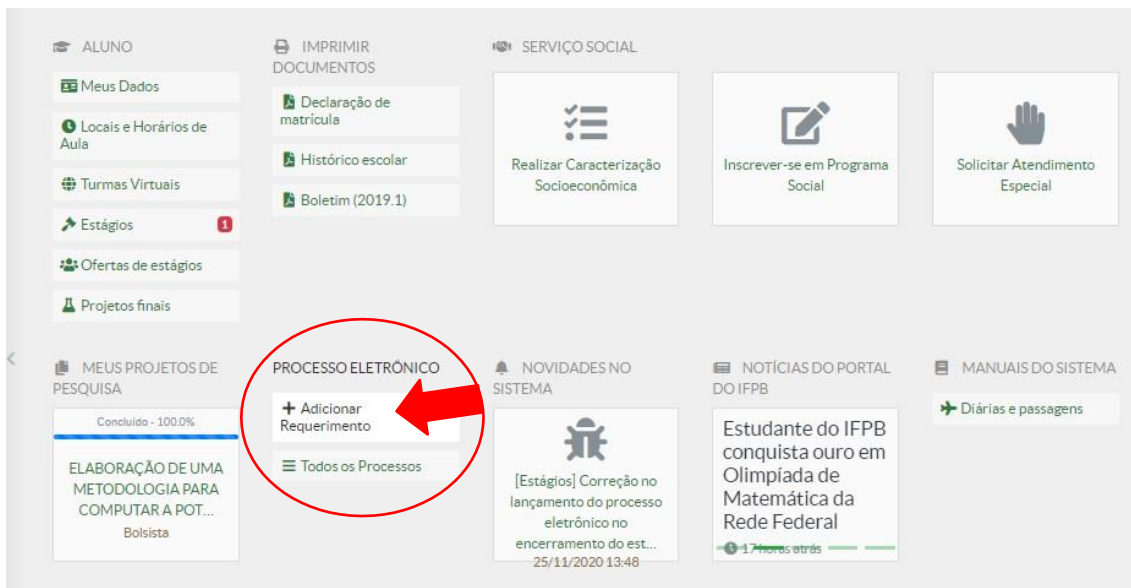 ALUNO
Meus Dados
Locais e Horários de
Aula
Turmas Virtuais
Estágios 1
Ofertas de estágios
Projetos finais
IMPRIMIR
DOCUMENTOS
Declaração de
matrícula
Histórico escolar
Boletim (2019.1)
SERVIÇO SOCIAL
Realizar Caracterização
Socioeconômica
Inscrever-se em Programa
Social
Solicitar Atendimento
Especial
MEUS PROJETOS DE
PESQUISA
Concluído - 100.0%
ELABORAÇÃO DE UMA
METODOLOGIA PARA
COMPUTAR A POT...
Bolsista
PROCESSO ELETRÔNICO
Adicionar
Requerimento
Todos os Processos
NOVIDADES NO
SISTEMA
[Estágios] Correção no
lançamento do processo
eletrônico no
encerramento do est...
25/11/2020 13:48
NOTÍCIAS DO PORTAL
DO IFPB
Estudante do IFPB
conquista ouro em
Olimpíada de
Matemática da
Rede Federal
17 horas atrás
MANUAIS DO SISTEMA
Diárias e passagens